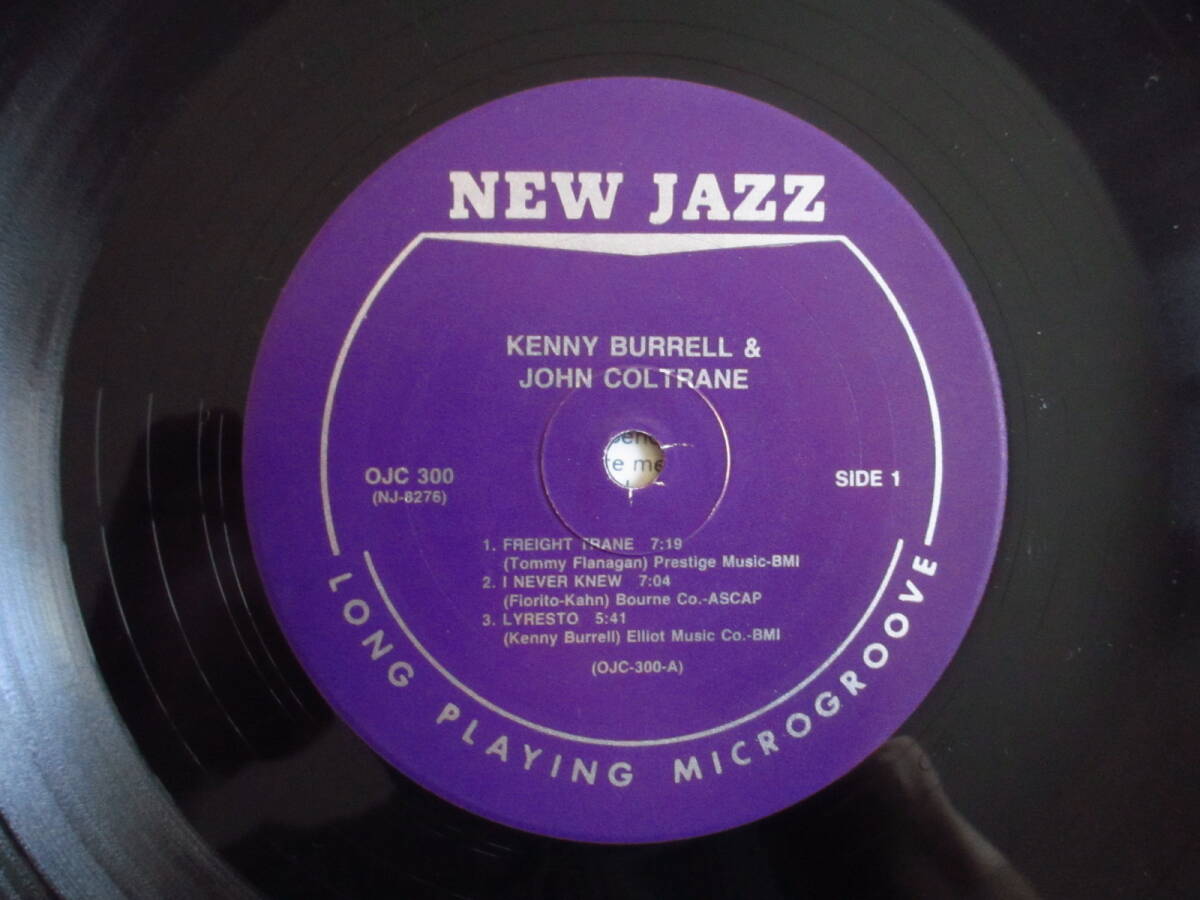 NEW JAZZ
KENNY BURRELL &
JOHN COLTRANE
OJC 300
(NJ-8276)
SIDE 1
1. FREIGHT TRANE 7:19
(Tommy Flanagan) Prestige Music-BMI
2. I NEVER KNEW 7:04
(Fiorito-Kahn) Bourne Co.-ASCAP
3. LYRESTO 5:41
(Kenny Burrell) Elliot Music Co.-BMI
(OJC-300-A)
LONG PLAYING MICROGROOVE